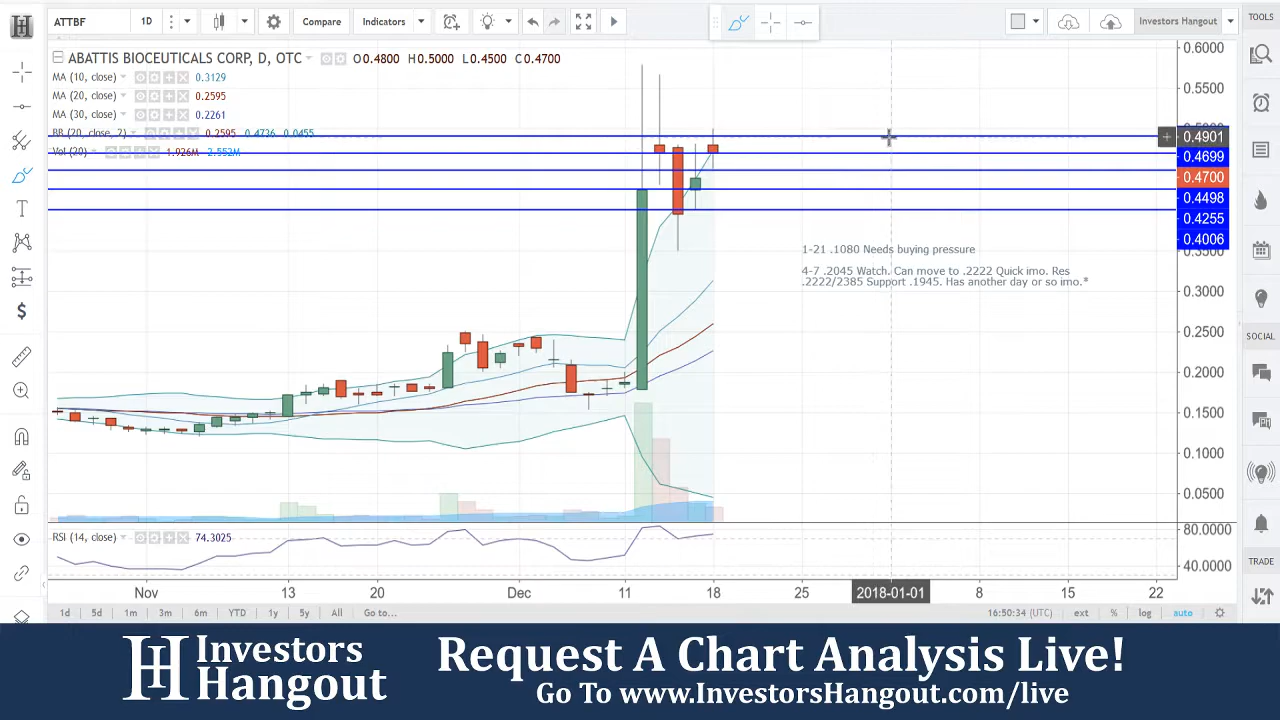 ATTBF 1D Compare Indicators Investors Hangout TOOLS
ABATTIS BIOCEUTICALS CORP, D, OTC O0.4800 H0.5000 L0.4500 C0.4700
MA (10, close) 0.3129
MA (20, close) 0.2595
MA (30, close) 0.2261
BB (20, close, 2) 0.2595 0.4736 0.0455
Vol (20) 1.926M 2.552M
0.6000
0.5500
0.4901
0.4699
0.4700
0.4498
0.4255
0.4006
0.3500
0.3000
0.2500
0.2000
0.1500
0.1000
0.0500
1-21 .1080 Needs buying pressure
4-7 .2045 Watch. Can move to .2222 Quick imo. Res
.2222/2385 Support .1945. Has another day or so imo.*
SOCIAL
RSI (14, close) 74.3025
80.0000
40.0000
TRADE
Nov 13 20 Dec 11 18 25 2018-01-01 8 15 22
1d 5d 1m 3m 6m YTD 1y 5y All Go to... 16:50:34 (UTC) ext % log auto
H Investors Hangout
Request A Chart Analysis Live!
Go To www.InvestorsHangout.com/live